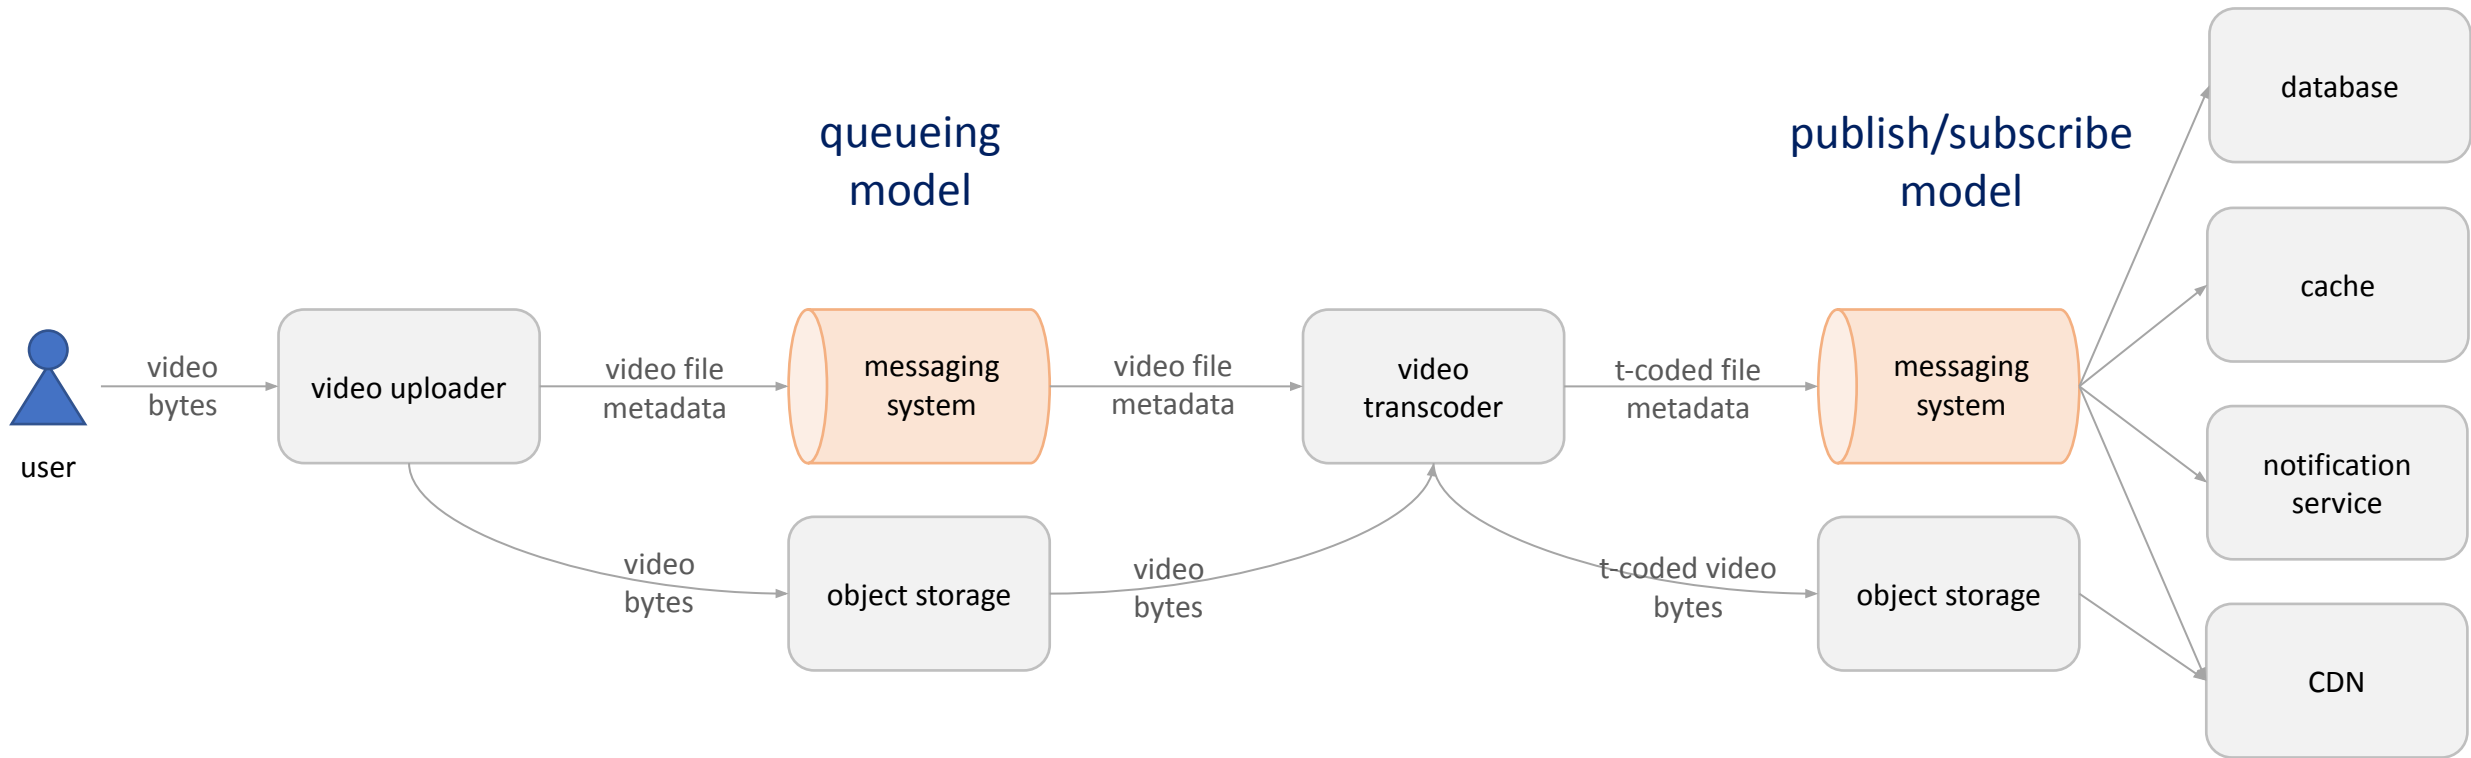 queueing
model
publish/subscribe
model
user
video
bytes
video uploader
video file
metadata
messaging
system
video file
metadata
video
transcoder
t-coded file
metadata
messaging
system
video
bytes
object storage
video
bytes
t-coded video
bytes
object storage
database
cache
notification
service
CDN